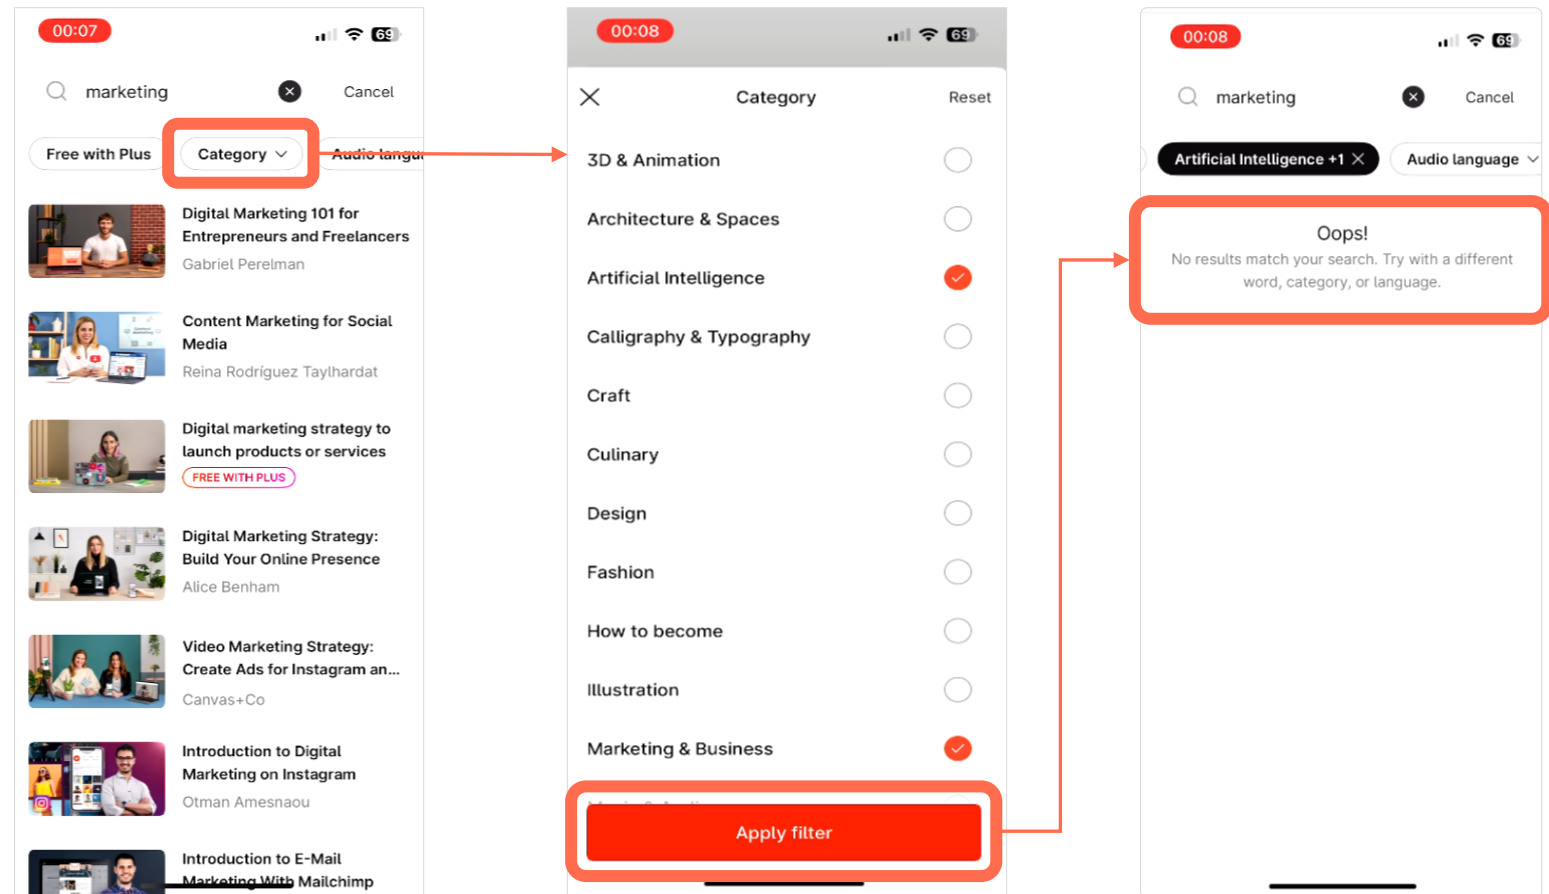 00:07
69
marketing
Cancel
Free with Plus
Category
Audio langu
Digital Marketing 101 for
Entrepreneurs and Freelancers
Gabriel Perelman
Content Marketing for Social
Media
Reina Rodríguez Taylhardat
Digital marketing strategy to
launch products or services
FREE WITH PLUS
Digital Marketing Strategy:
Build Your Online Presence
Alice Benham
Video Marketing Strategy:
Create Ads for Instagram an...
Canvas+Co
Introduction to Digital
Marketing on Instagram
Otman Amesnaou
Introduction to E-Mail
Marketing With Mailchimp
00:08
69
Category
Reset
3D & Animation
Architecture & Spaces
Artificial Intelligence
Calligraphy & Typography
Craft
Culinary
Design
Fashion
How to become
Illustration
Marketing & Business
Apply filter
00:08
69
marketing
Cancel
Artificial Intelligence +1
Audio language
Oops!
No results match your search. Try with a different
word, category, or language.